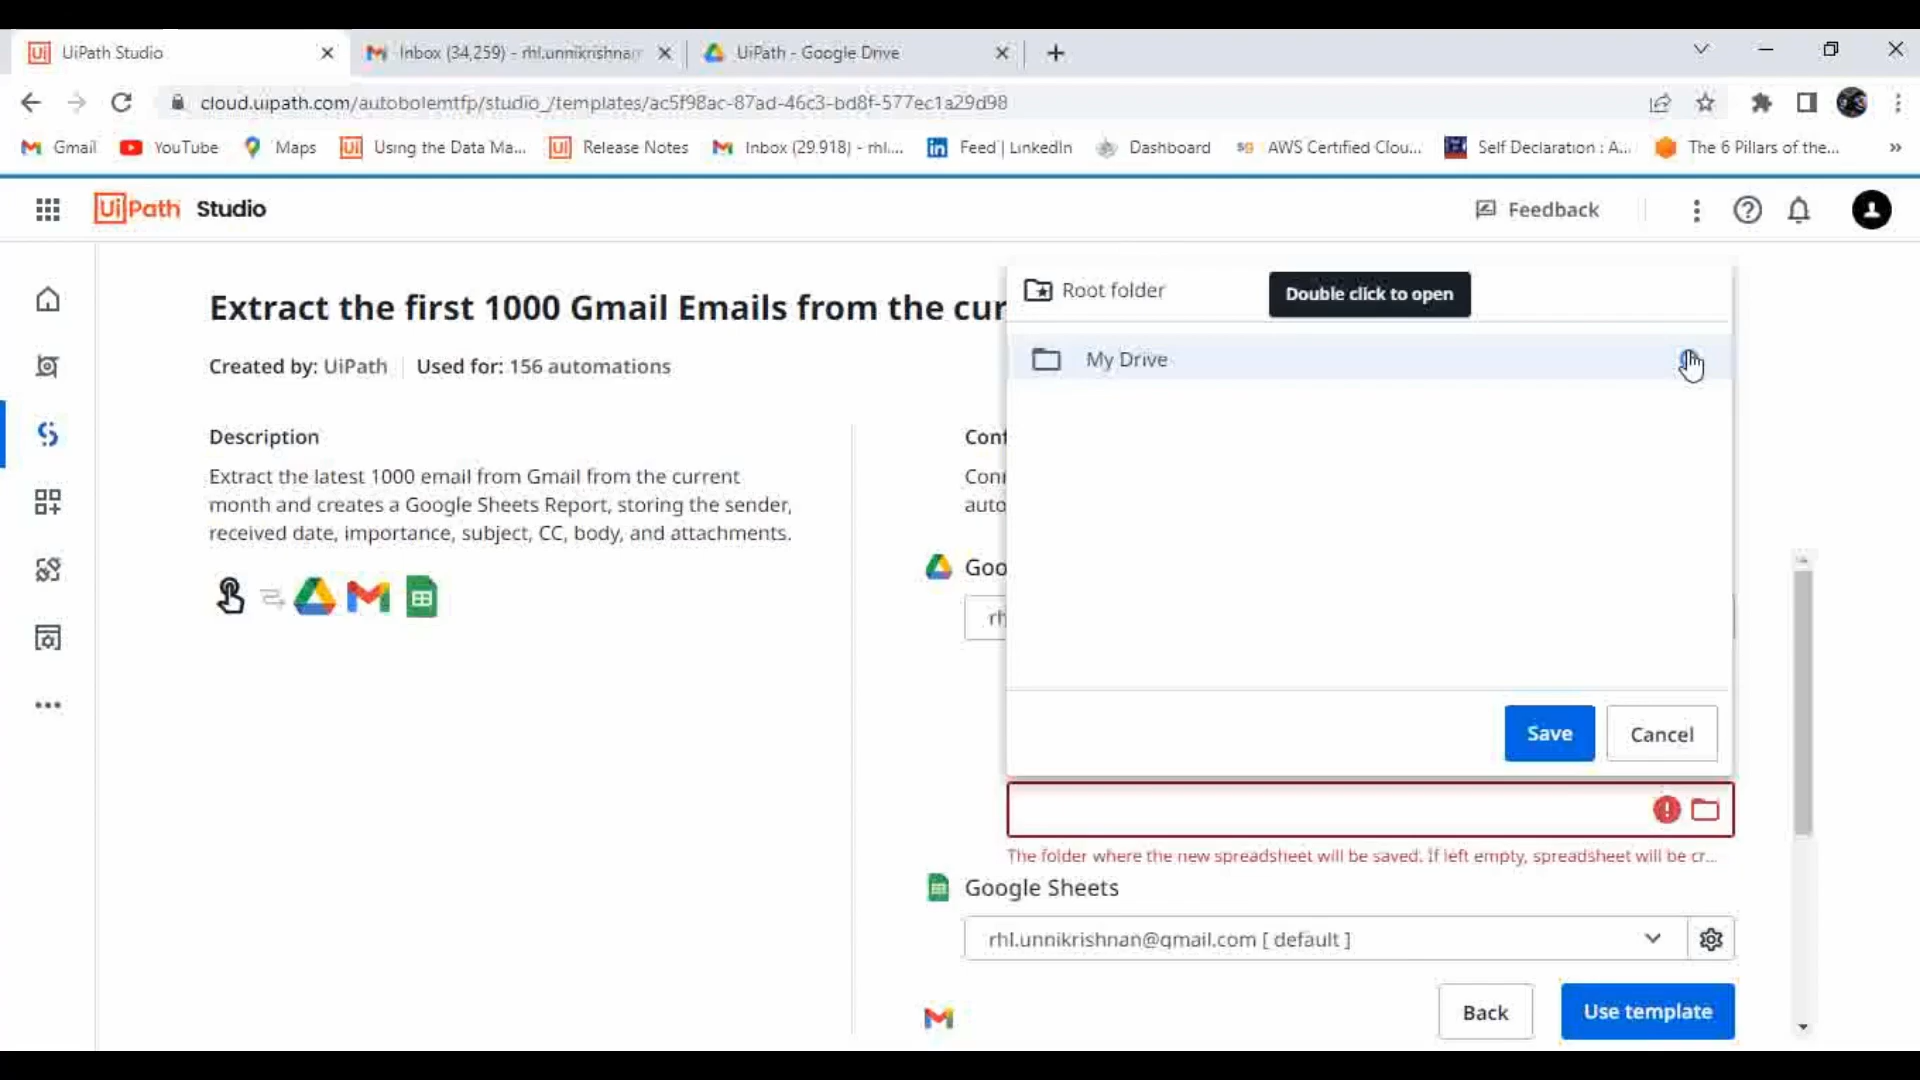 UiPath Studio
Inbox (34,259) - rhl.unnikrishnan
UiPath - Google Drive
cloud.uipath.com/autobolemtfp/studio_/templates/ac5f98ac-87ad-46c3-bd8f-577ec1a29d98
Gmail
YouTube
Maps
Using the Data Ma...
Release Notes
Inbox (29,918) - rhl....
Feed | LinkedIn
Dashboard
AWS Certified Clou...
Self Declaration : A...
The 6 Pillars of the...
UiPath Studio
Feedback
Extract the first 1000 Gmail Emails from the cur
Created by: UiPath
Used for: 156 automations
Description
Extract the latest 1000 email from Gmail from the current
month and creates a Google Sheets Report, storing the sender,
received date, importance, subject, CC, body, and attachments.
Root folder
Double click to open
My Drive
Conf
Conn
auto
Goo
rh
Save
Cancel
The folder where the new spreadsheet will be saved. If left empty, spreadsheet will be cr...
Google Sheets
rhl.unnikrishnan@gmail.com [ default ]
Back
Use template